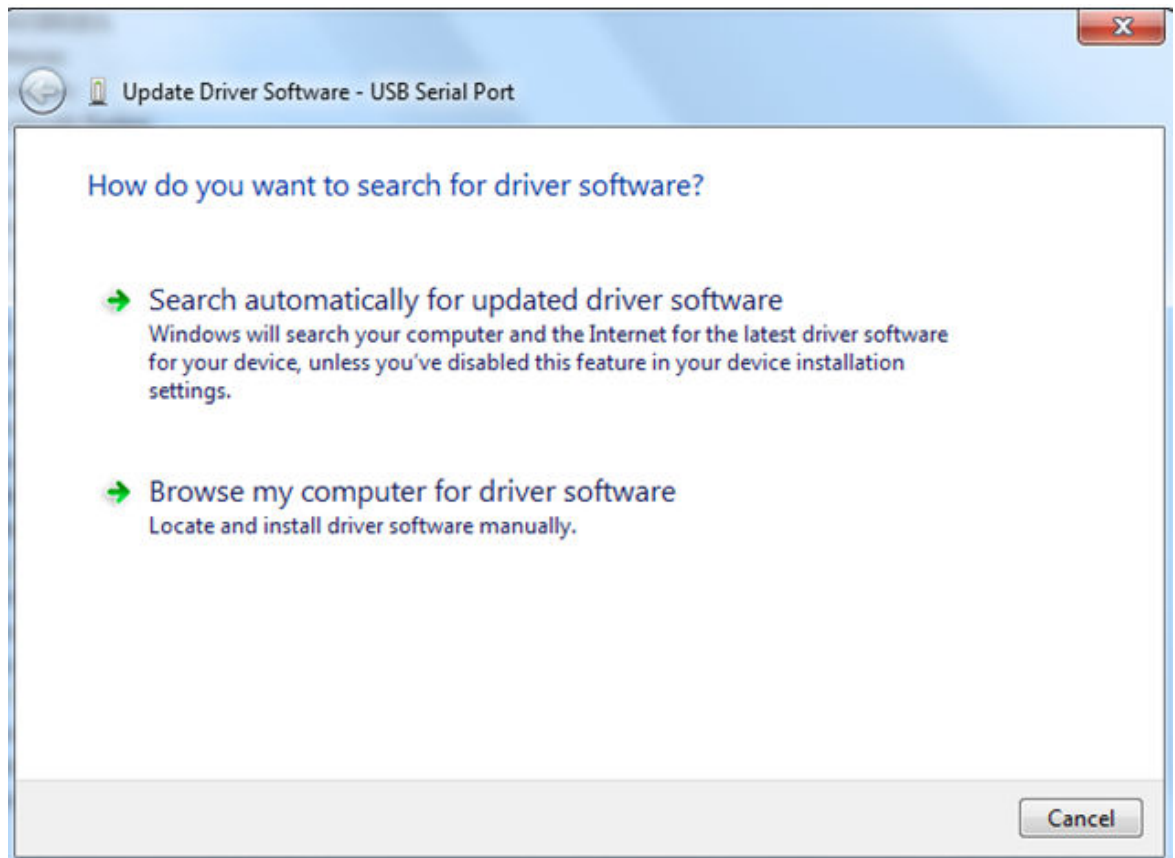 Update Driver Software - USB Serial Port
How do you want to search for driver software?
Search automatically for updated driver software
Windows will search your computer and the Internet for the latest driver software
for your device, unless you've disabled this feature in your device installation
settings.
Browse my computer for driver software
Locate and install driver software manually.
Cancel